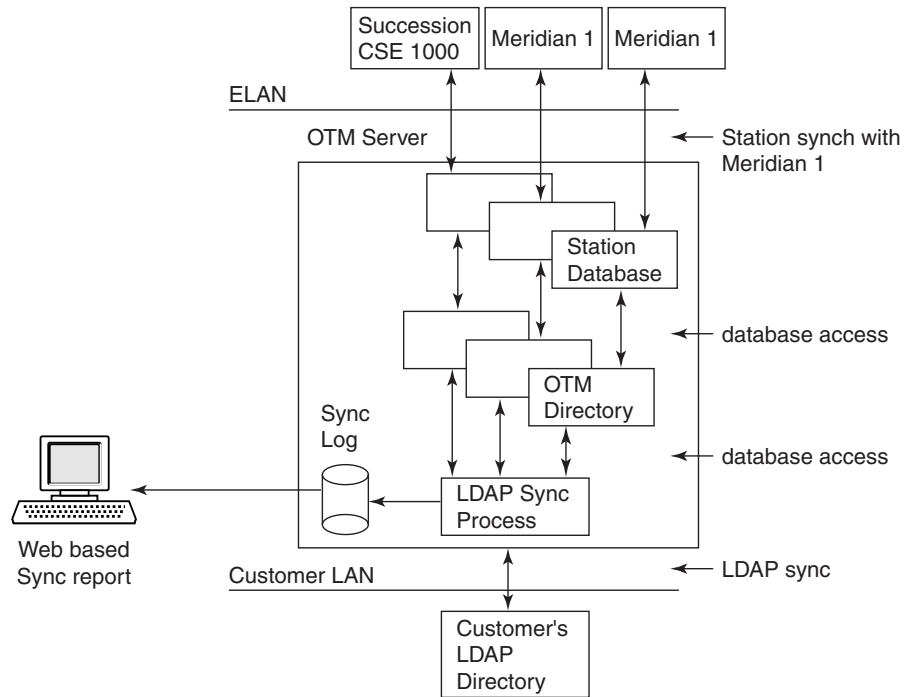 Succession
CSE 1000
Meridian 1
Meridian 1
ELAN
OTM Server
Station synch with
Meridian 1
Station
Database
database access
OTM
Directory
Sync
Log
database access
LDAP Sync
Process
Web based
Sync report
Customer LAN
LDAP sync
Customer's
LDAP
Directory